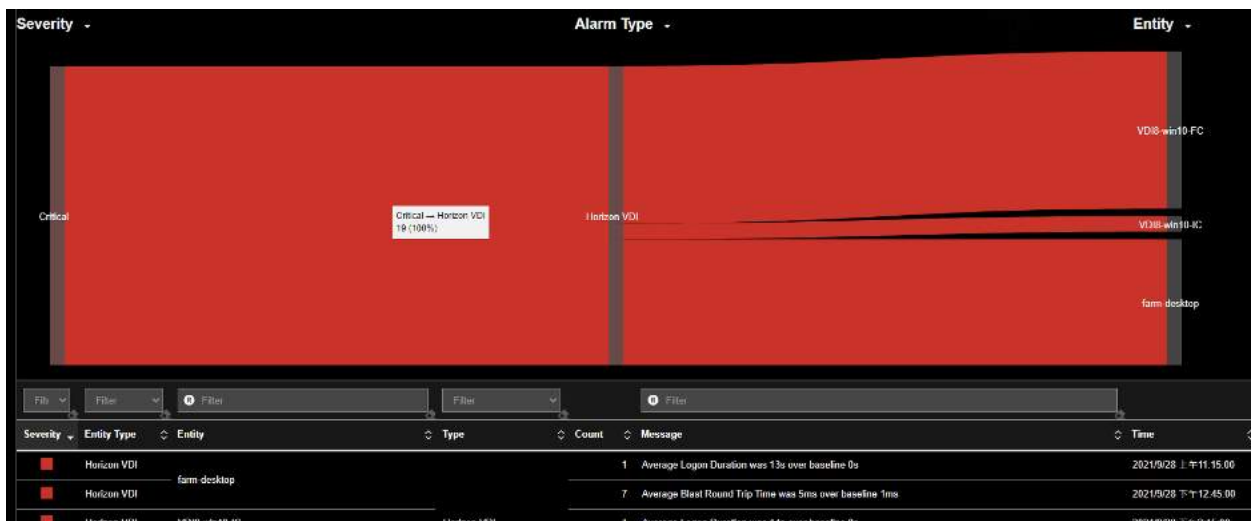 Severity
Alarm Type
Entity
VDI8-win10-FC
Critical
Critical — Horizon VDI
19 (100%)
Horizon VDI
VDI8-win10-IC
farm-desktop
Filter
Filter
Filter
Severity
Entity Type
Entity
Type
Count
Message
Time
Horizon VDI
1
Average Logon Duration was 13s over baseline 0s
2021/9/28 上午11.15.00
farm-desktop
Horizon VDI
7
Average Blast Round Trip Time was 5ms over baseline 1ms
2021/9/28 下午12.45.00